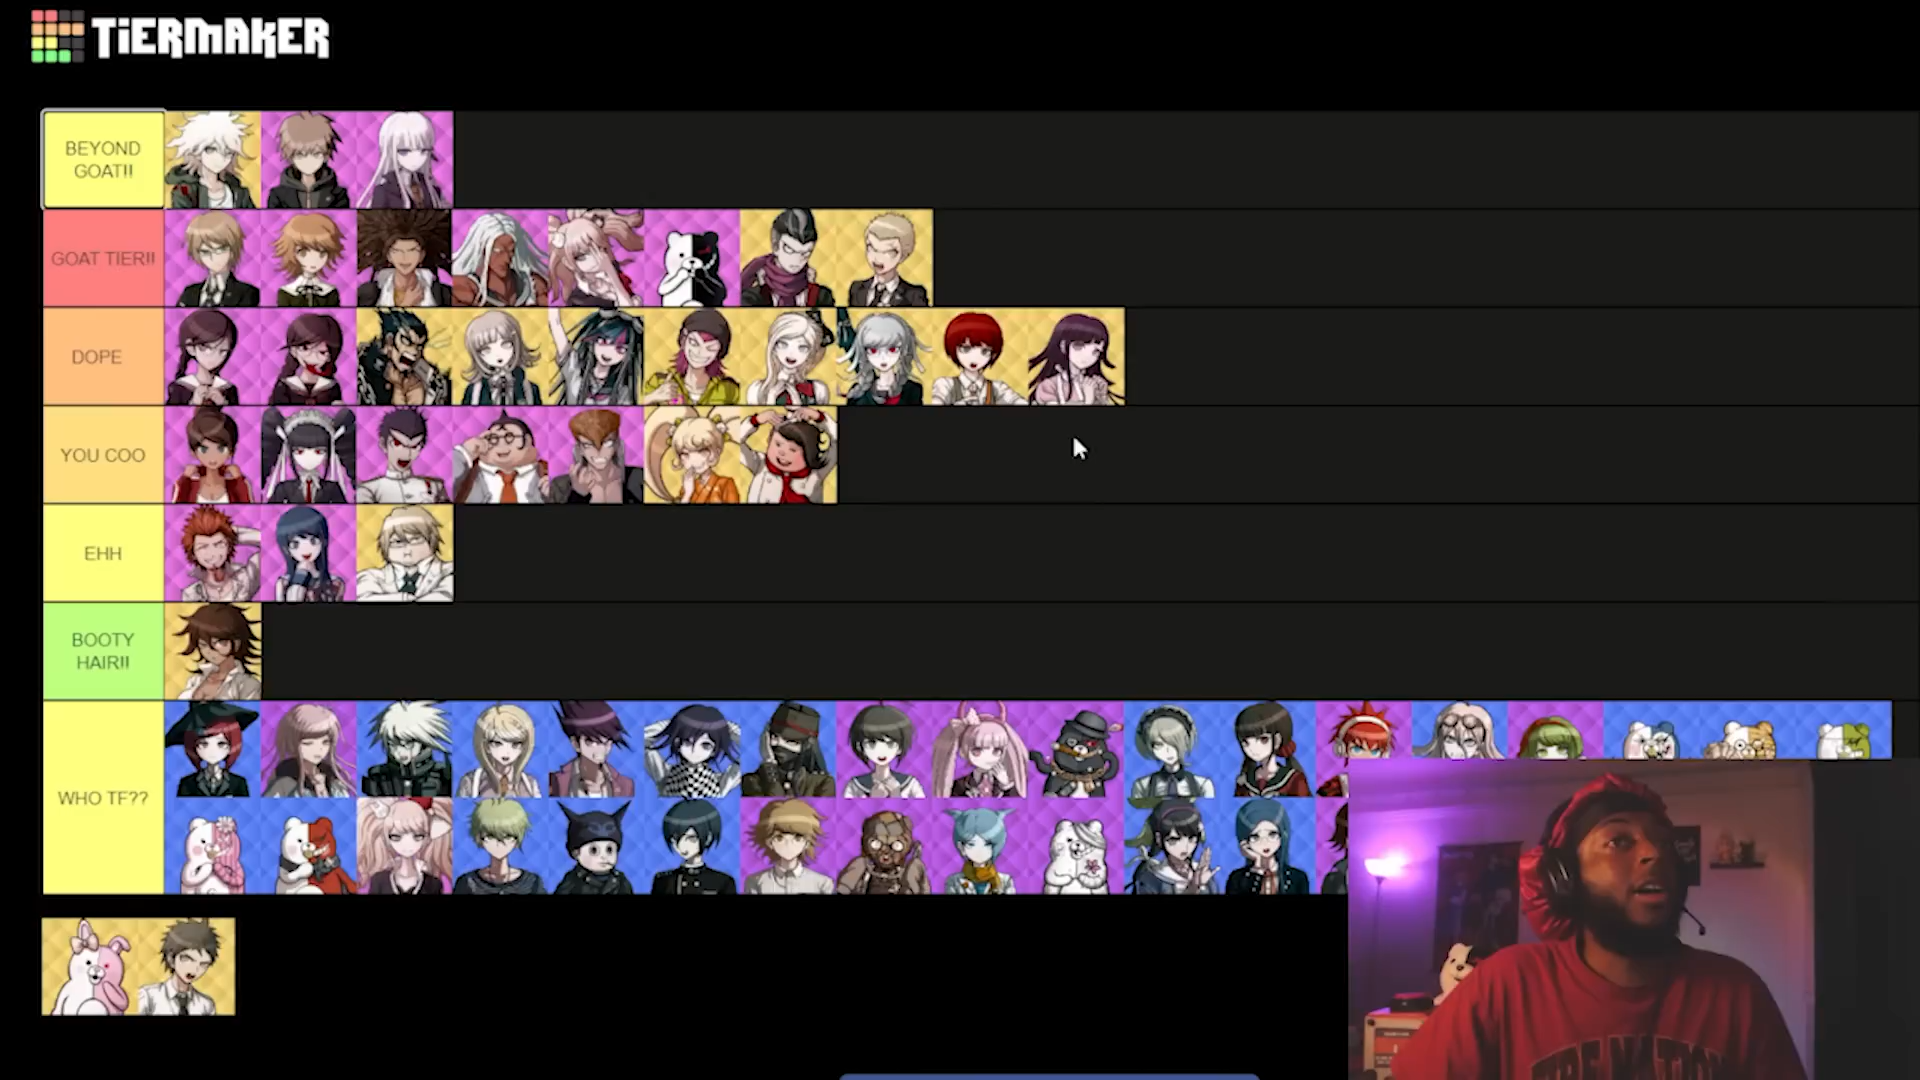 TiERMAKER
BEYOND
GOAT!!
GOAT TIER!!
DOPE
YOU COO
EHH
BOOTY
HAIR!!
WHO TF??